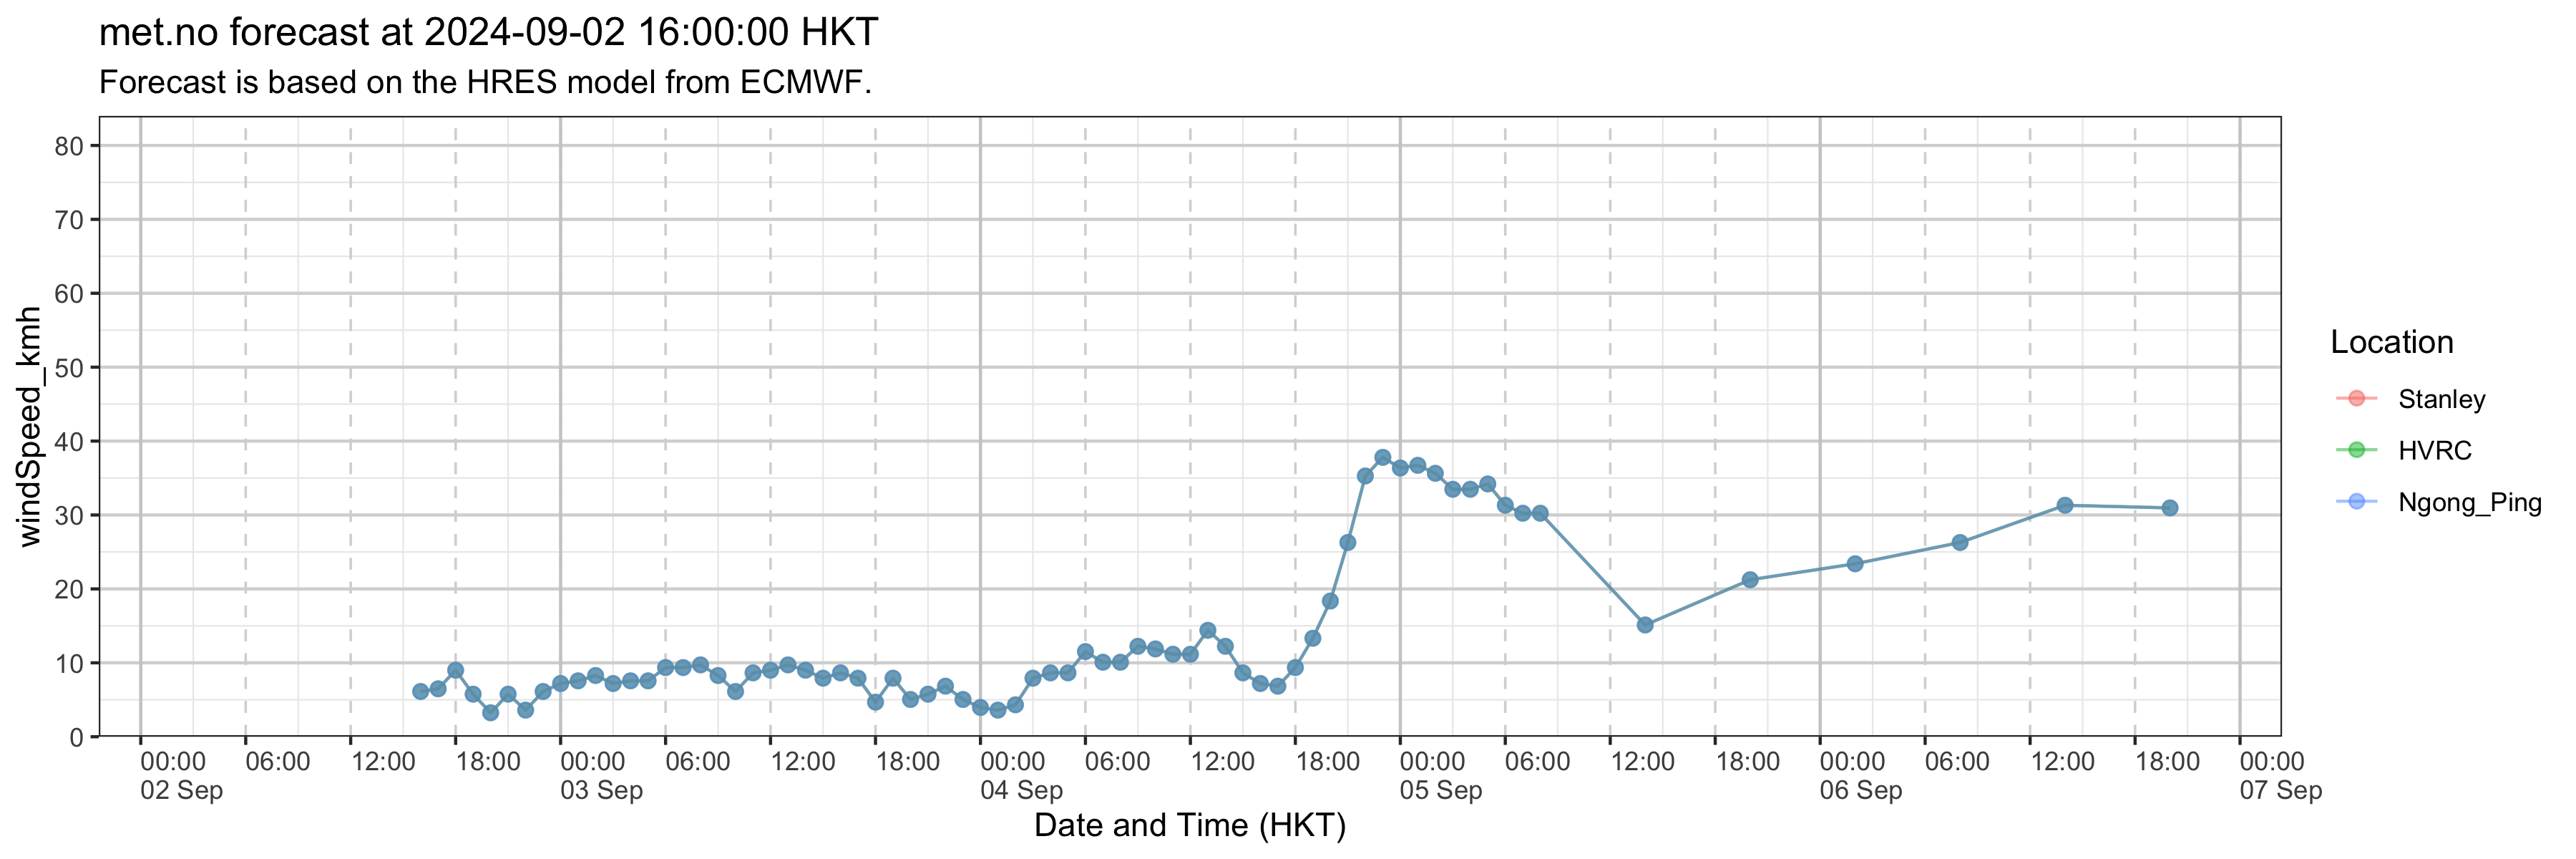 met.no forecast at 2024-09-02 16:00:00 HKT
Forecast is based on the HRES model from ECMWF.
windSpeed_kmh
80
70
60
50
40
30
20
10
0
00:00 06:00 12:00 18:00 00:00 06:00 12:00 18:00 00:00 06:00 12:00 18:00 00:00 06:00 12:00 18:00 00:00 06:00 12:00 18:00 00:00
02 Sep 03 Sep 04 Sep 05 Sep 06 Sep 07 Sep
Date and Time (HKT)
Location
Stanley
HVRC
Ngong_Ping